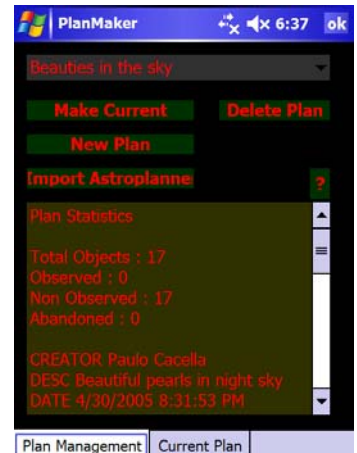 PlanMaker 6:37 ok
Beauties in the sky
Make Current Delete Plan
New Plan
Import Astroplanne
?
Plan Statistics
Total Objects : 17
Observed : 0
Non Observed : 17
Abandoned : 0
CREATOR Paulo Cacella
DESC Beautiful pearls in night sky
DATE 4/30/2005 8:31:53 PM
Plan Management Current Plan